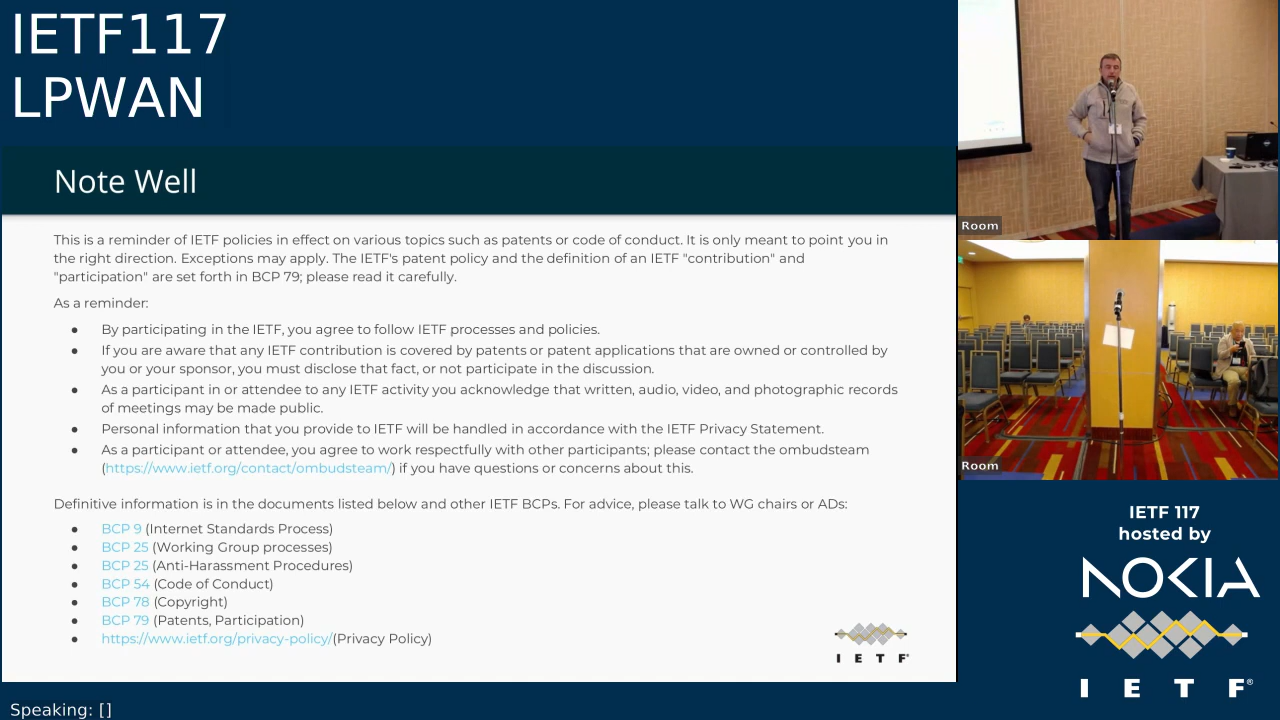 IETF117
LPWAN
Note Well
This is a reminder of IETF policies in effect on various topics such as patents or code of conduct. It is only meant to point you in
the right direction. Exceptions may apply. The IETF's patent policy and the definition of an IETF "contribution" and
"participation" are set forth in BCP 79; please read it carefully.
As a reminder:
● By participating in the IETF, you agree to follow IETF processes and policies.
● If you are aware that any IETF contribution is covered by patents or patent applications that are owned or controlled by
you or your sponsor, you must disclose that fact, or not participate in the discussion.
● As a participant in or attendee to any IETF activity you acknowledge that written, audio, video, and photographic records
of meetings may be made public.
● Personal information that you provide to IETF will be handled in accordance with the IETF Privacy Statement.
● As a participant or attendee, you agree to work respectfully with other participants; please contact the ombudsteam
(https://www.ietf.org/contact/ombudsteam/) if you have questions or concerns about this.
Definitive information is in the documents listed below and other IETF BCPs. For advice, please talk to WG chairs or ADs:
● BCP 9 (Internet Standards Process)
● BCP 25 (Working Group processes)
● BCP 25 (Anti-Harassment Procedures)
● BCP 54 (Code of Conduct)
● BCP 78 (Copyright)
● BCP 79 (Patents, Participation)
● https://www.ietf.org/privacy-policy/(Privacy Policy)
I E T F®
Speaking: []
Room
Room
IETF 117
hosted by
NOKIA
I E T F®